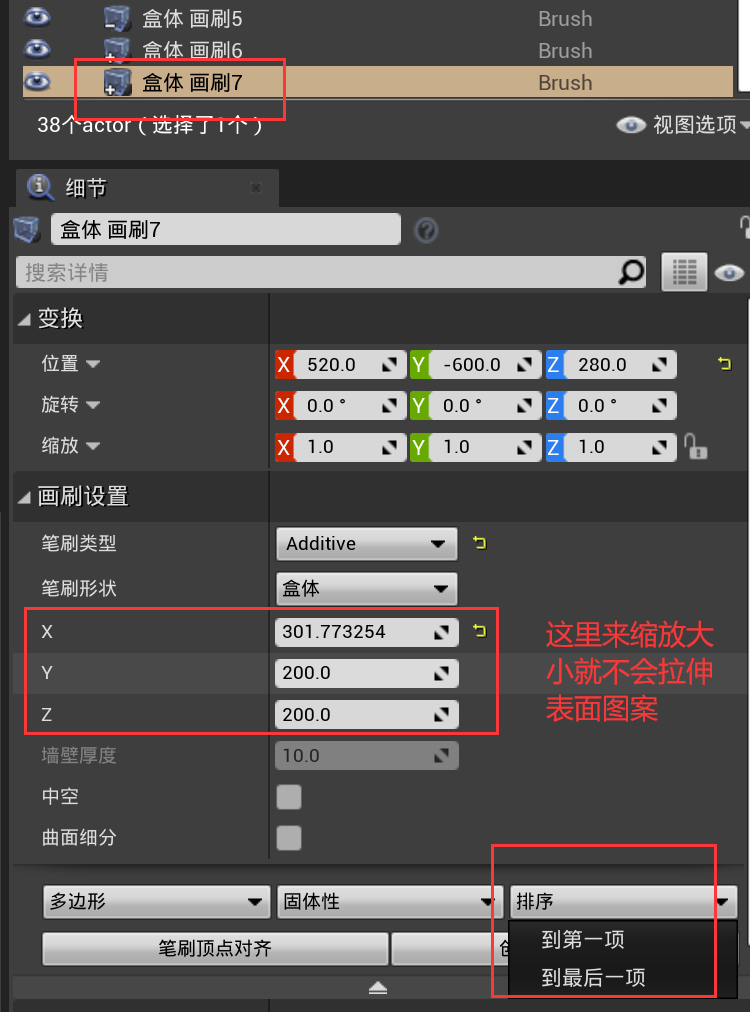 盒体 画刷5 Brush
盒体 画刷6 Brush
盒体 画刷7 Brush
38个actor（选择了1个） 视图选项
细节
盒体 画刷7
搜索详情
变换
位置 X 520.0 Y -600.0 Z 280.0
旋转 X 0.0 ° Y 0.0 ° Z 0.0 °
缩放 X 1.0 Y 1.0 Z 1.0
画刷设置
笔刷类型 Additive
笔刷形状 盒体
X 301.773254
Y 200.0
Z 200.0
这里来缩放大
小就不会拉伸
表面图案
墙壁厚度 10.0
中空
曲面细分
多边形 固体性 排序
笔刷顶点对齐
到第一项
到最后一项